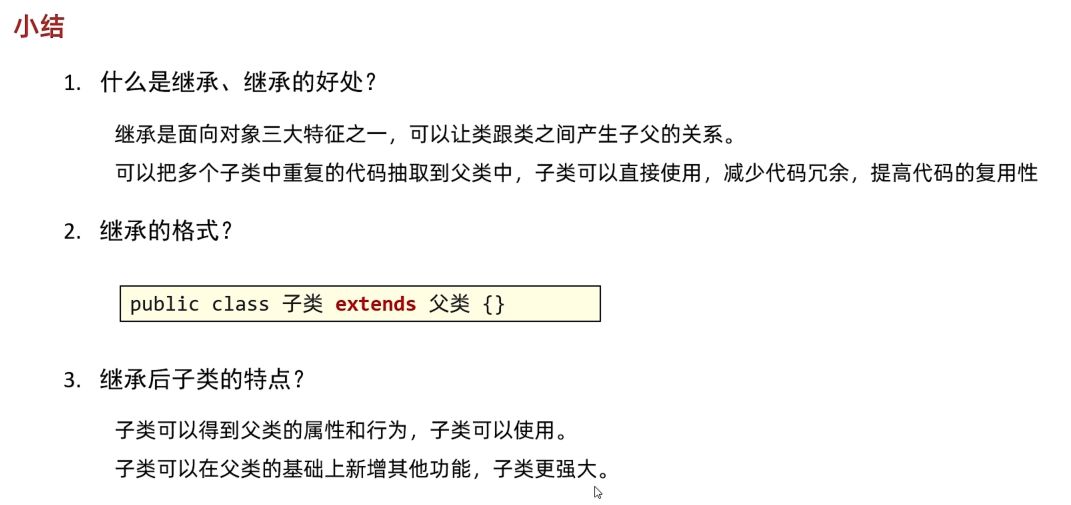 小结
1. 什么是继承、继承的好处？
继承是面向对象三大特征之一，可以让类跟类之间产生子父的关系。
可以把多个子类中重复的代码抽取到父类中，子类可以直接使用，减少代码冗余，提高代码的复用性
2. 继承的格式？
public class 子类 extends 父类 {}
3. 继承后子类的特点？
子类可以得到父类的属性和行为，子类可以使用。
子类可以在父类的基础上新增其他功能，子类更强大。